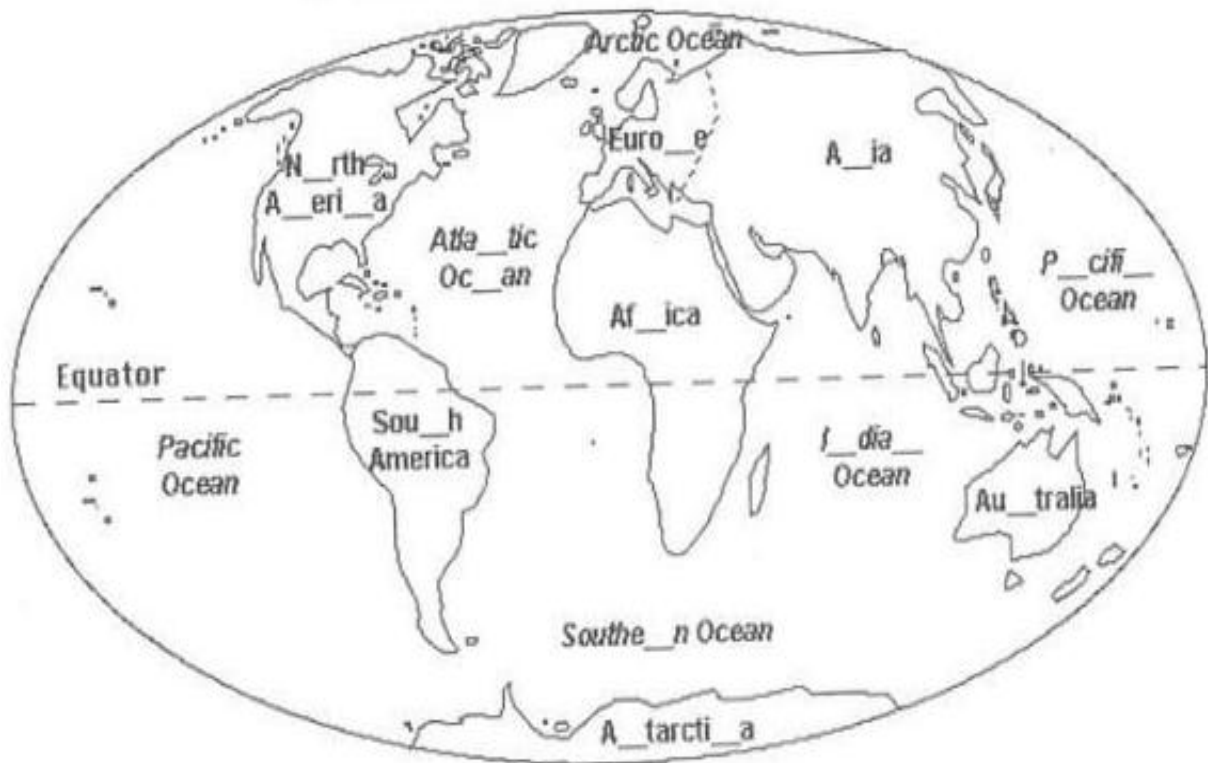 Arctic Ocean
Euro__e
A__ia
N__rth
A__eri__a
Atla__tic
Oc__an
P__cifi__
Ocean
Af__ica
Equator
Sou__h
America
Pacific
Ocean
I__dia__
Ocean
Au__tralia
Southe__n Ocean
A__tarcti__a